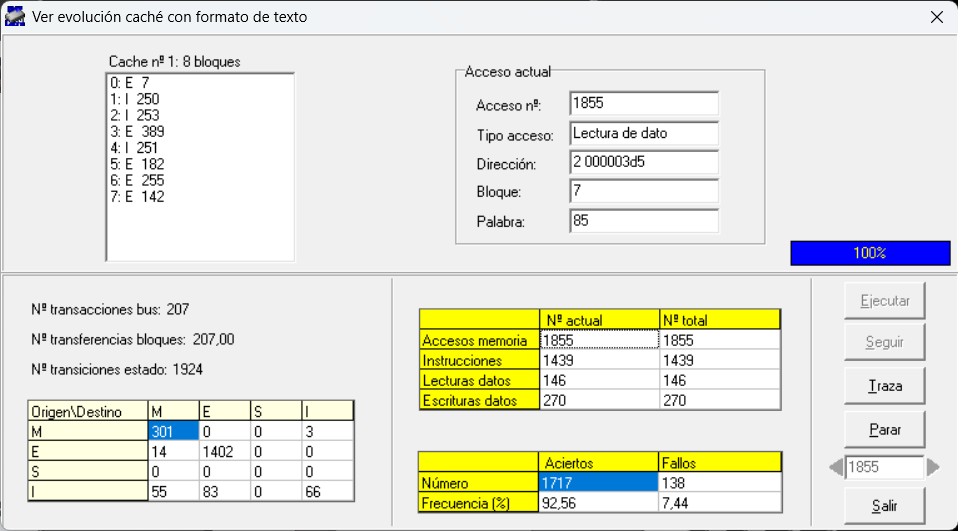 Ver evolución caché con formato de texto
Cache nº 1: 8 bloques
0: E 7
1: I 250
2: I 253
3: E 389
4: I 251
5: E 182
6: E 255
7: E 142
Acceso actual
Acceso nº: 1855
Tipo acceso: Lectura de dato
Dirección: 2 000003d5
Bloque: 7
Palabra: 85
100%
Nº transacciones bus: 207
Nº transferencias bloques: 207,00
Nº transiciones estado: 1924
Origen\Destino M E S I
M 301 0 0 3
E 14 1402 0 0
S 0 0 0 0
I 55 83 0 66
Nº actual Nº total
Accesos memoria 1855 1855
Instrucciones 1439 1439
Lecturas datos 146 146
Escrituras datos 270 270
Aciertos Fallos
Número 1717 138
Frecuencia (%) 92,56 7,44
Ejecutar
Seguir
Traza
Parar
1855
Salir